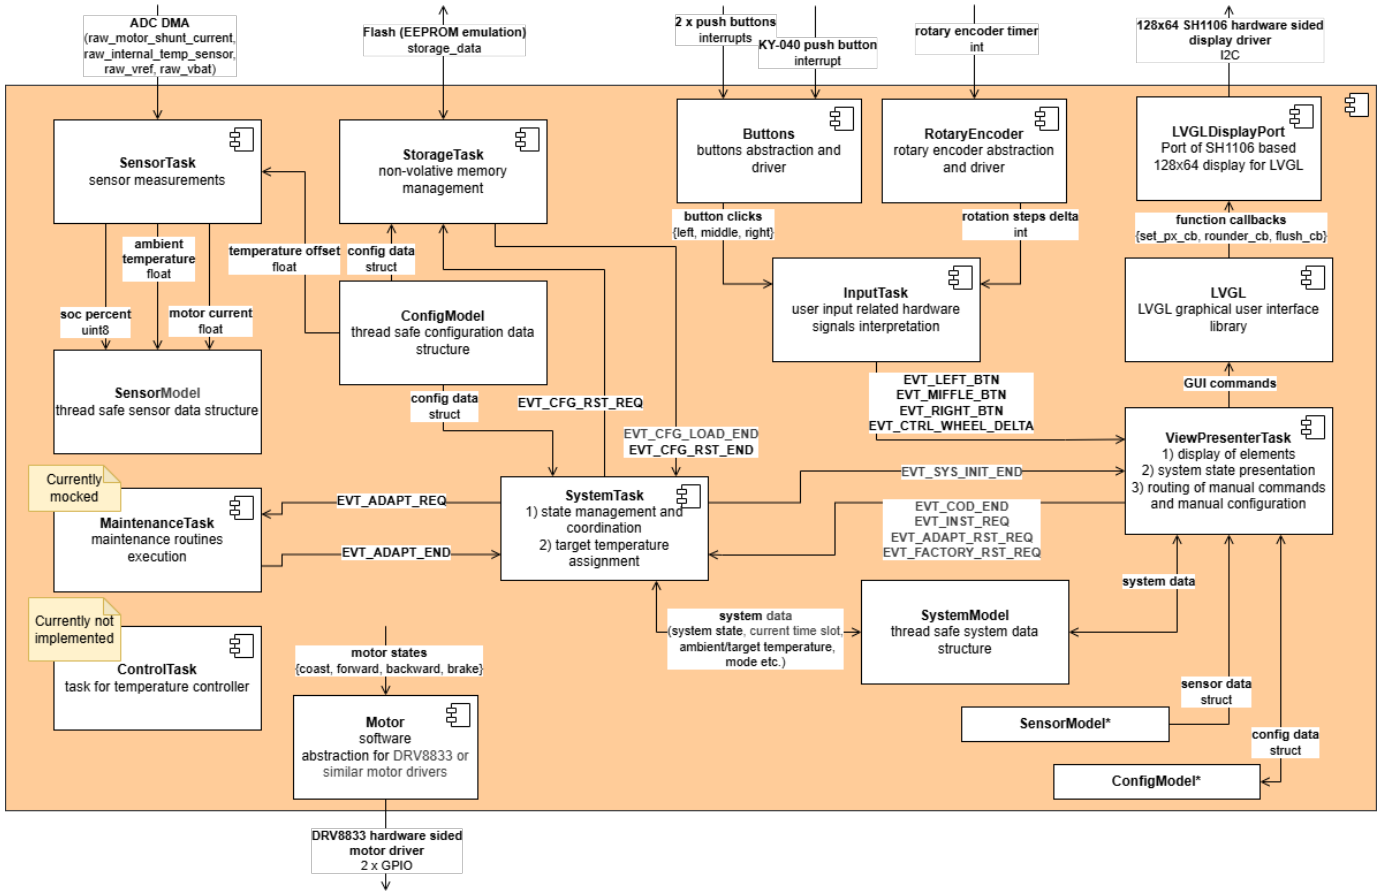 ADC DMA
(raw_motor_shunt_current,
raw_internal_temp_sensor,
raw_vref, raw_vbat)
Flash (EEPROM emulation)
storage_data
2 x push buttons
interrupts
KY-040 push button
interrupt
rotary encoder timer
int
128x64 SH1106 hardware sided
display driver
I2C
SensorTask
sensor measurements
StorageTask
non-volative memory
management
Buttons
buttons abstraction and
driver
RotaryEncoder
rotary encoder abstraction
and driver
LVGLDisplayPort
Port of SH1106 based
128x64 display for LVGL
soc percent
uint8
ambient
temperature
float
motor current
float
temperature offset
float
config data
struct
button clicks
{left, middle, right}
rotation steps delta
int
function callbacks
{set_px_cb, rounder_cb, flush_cb}
ConfigModel
thread safe configuration data
structure
InputTask
user input related hardware
signals interpretation
LVGL
LVGL graphical user interface
library
SensorModel
thread safe sensor data structure
config data
struct
EVT_CFG_RST_REQ
EVT_CFG_LOAD_END
EVT_CFG_RST_END
EVT_LEFT_BTN
EVT_MIFFLE_BTN
EVT_RIGHT_BTN
EVT_CTRL_WHEEL_DELTA
GUI commands
ViewPresenterTask
1) display of elements
2) system state presentation
3) routing of manual commands
and manual configuration
Currently
mocked
MaintenanceTask
maintenance routines
execution
EVT_ADAPT_REQ
EVT_ADAPT_END
SystemTask
1) state management and
coordination
2) target temperature
assignment
EVT_SYS_INIT_END
EVT_COD_END
EVT_INST_REQ
EVT_ADAPT_RST_REQ
EVT_FACTORY_RST_REQ
Currently not
implemented
ControlTask
task for temperature controller
motor states
{coast, forward, backward, brake}
Motor
software
abstraction for DRV8833 or
similar motor drivers
system data
(system state, current time slot,
ambient/target temperature,
mode etc.)
SystemModel
thread safe system data
structure
system data
sensor data
struct
config data
struct
SensorModel*
ConfigModel*
DRV8833 hardware sided
motor driver
2 x GPIO